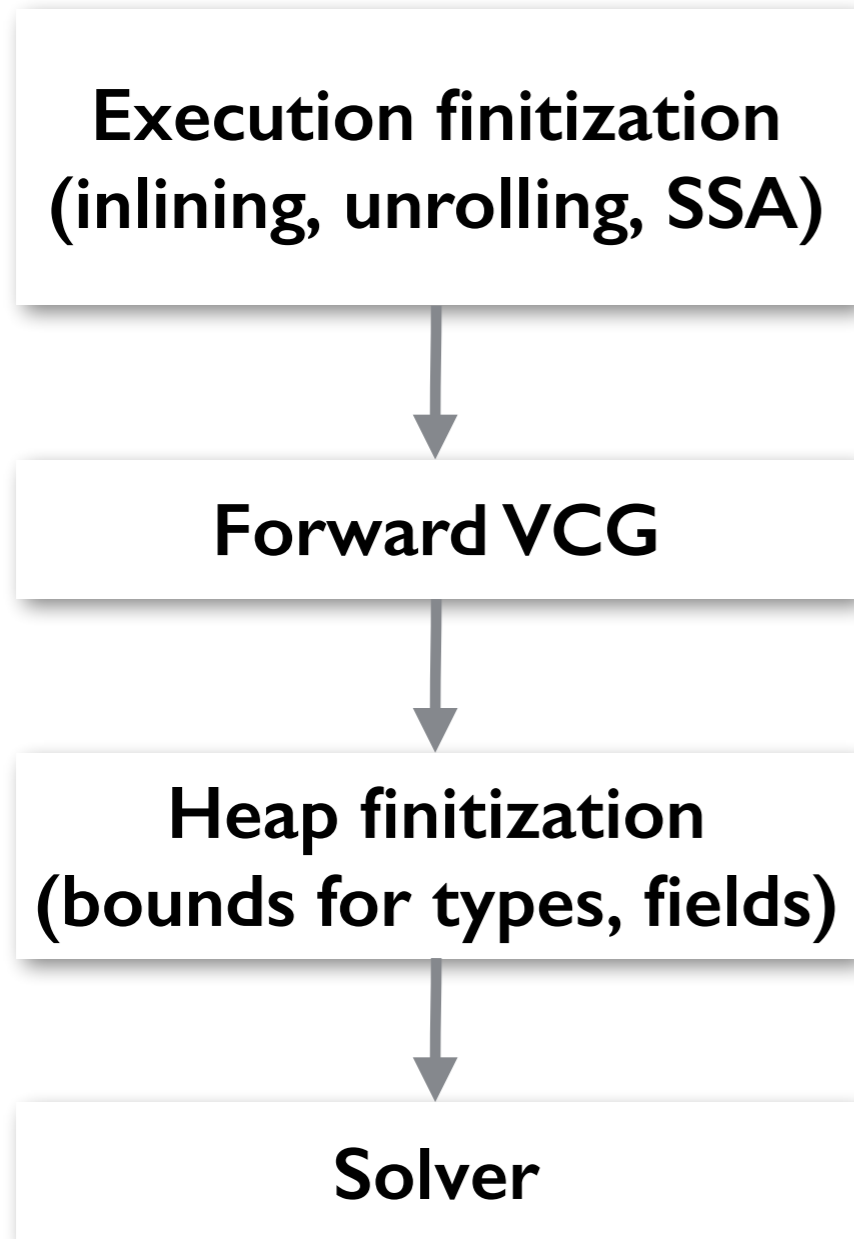 Execution finitization
(inlining, unrolling, SSA)
Forward VCG
Heap finitization
(bounds for types, fields)
Solver